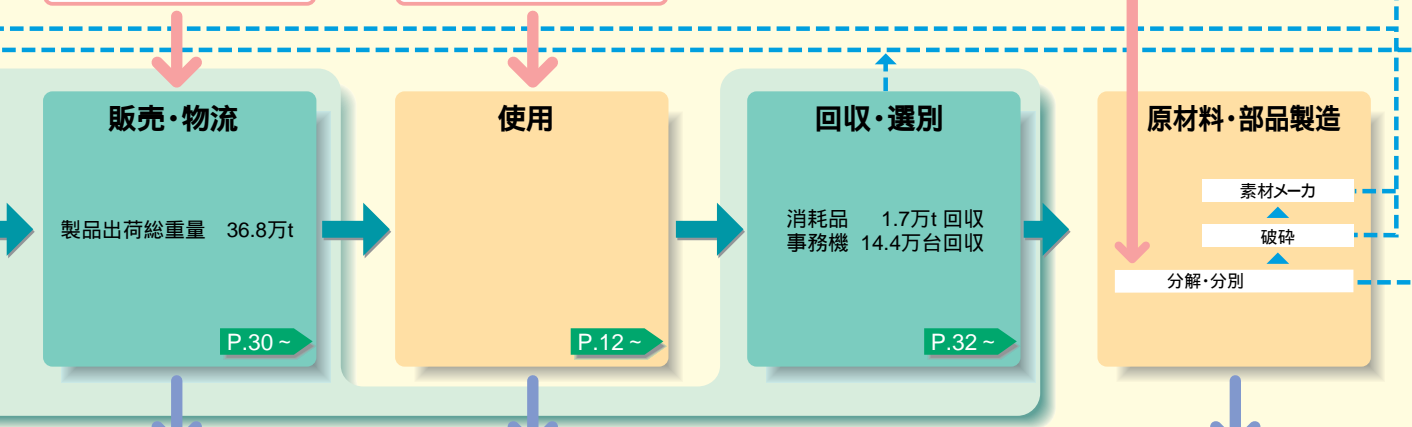 販売・物流
製品出荷総重量 36.8万t
P.30 ~
使用
P.12 ~
回収・選別
消耗品 1.7万t 回収
事務機 14.4万台回収
P.32 ~
原材料・部品製造
素材メーカ
破砕
分解・分別